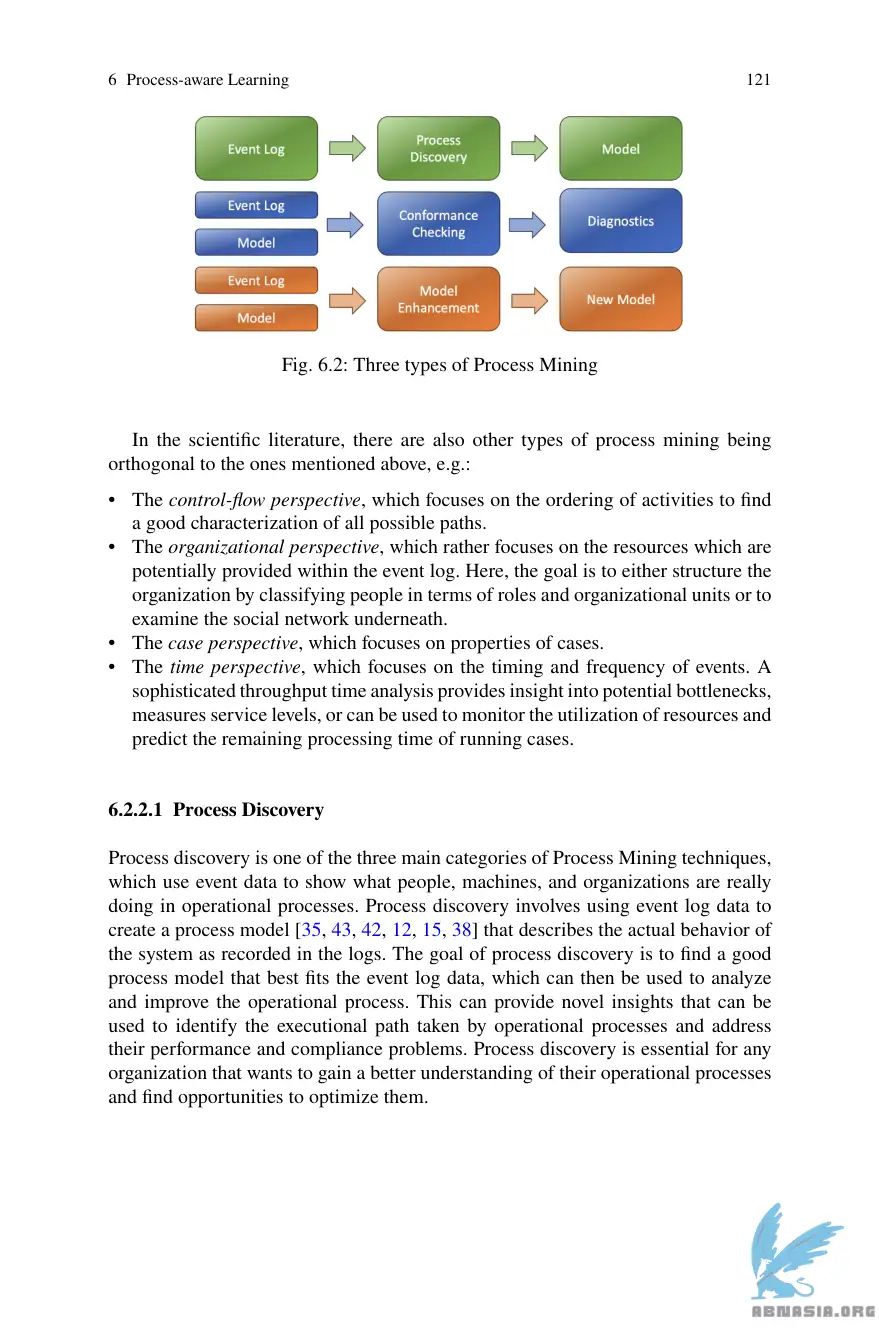 6 Process-aware Learning 121
Event Log
Process
Discovery
Model
Event Log
Model
Conformance
Checking
Diagnostics
Event Log
Model
Model
Enhancement
New Model
Fig. 6.2: Three types of Process Mining
In the scientific literature, there are also other types of process mining being
orthogonal to the ones mentioned above, e.g.:
• The control-flow perspective, which focuses on the ordering of activities to find
a good characterization of all possible paths.
• The organizational perspective, which rather focuses on the resources which are
potentially provided within the event log. Here, the goal is to either structure the
organization by classifying people in terms of roles and organizational units or to
examine the social network underneath.
• The case perspective, which focuses on properties of cases.
• The time perspective, which focuses on the timing and frequency of events. A
sophisticated throughput time analysis provides insight into potential bottlenecks,
measures service levels, or can be used to monitor the utilization of resources and
predict the remaining processing time of running cases.
6.2.2.1 Process Discovery
Process discovery is one of the three main categories of Process Mining techniques,
which use event data to show what people, machines, and organizations are really
doing in operational processes. Process discovery involves using event log data to
create a process model [35, 43, 42, 12, 15, 38] that describes the actual behavior of
the system as recorded in the logs. The goal of process discovery is to find a good
process model that best fits the event log data, which can then be used to analyze
and improve the operational process. This can provide novel insights that can be
used to identify the executional path taken by operational processes and address
their performance and compliance problems. Process discovery is essential for any
organization that wants to gain a better understanding of their operational processes
and find opportunities to optimize them.
ABNASIA.ORG